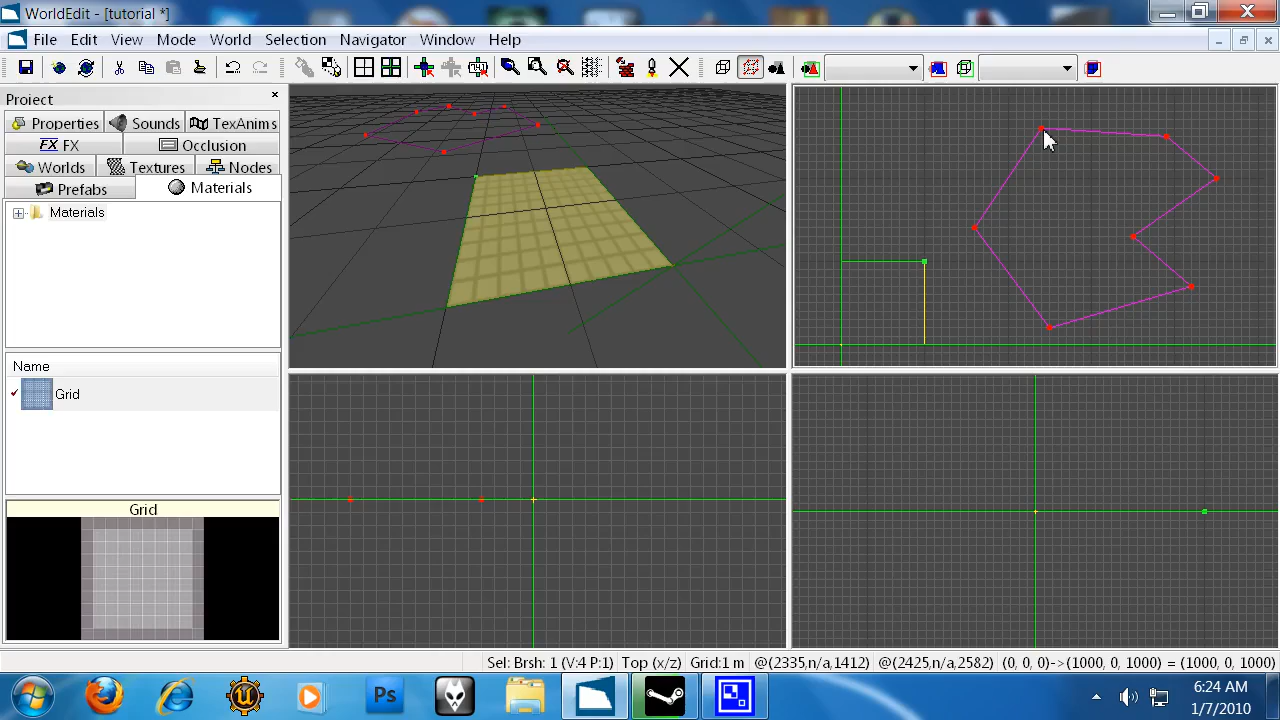 WorldEdit - [tutorial *]
File Edit View Mode World Selection Navigator Window Help
Project
Properties Sounds TexAnims
FX FX Occlusion
Worlds Textures Nodes
Prefabs Materials
Materials
Name
Grid
Grid
Sel: Brsh: 1 (V:4 P:1) Top (x/z) Grid:1 m @(2335,n/a,1412) @(2425,n/a,2582) (0, 0, 0)->(1000, 0, 1000) = (1000, 0, 1000)
Ps
6:24 AM
1/7/2010